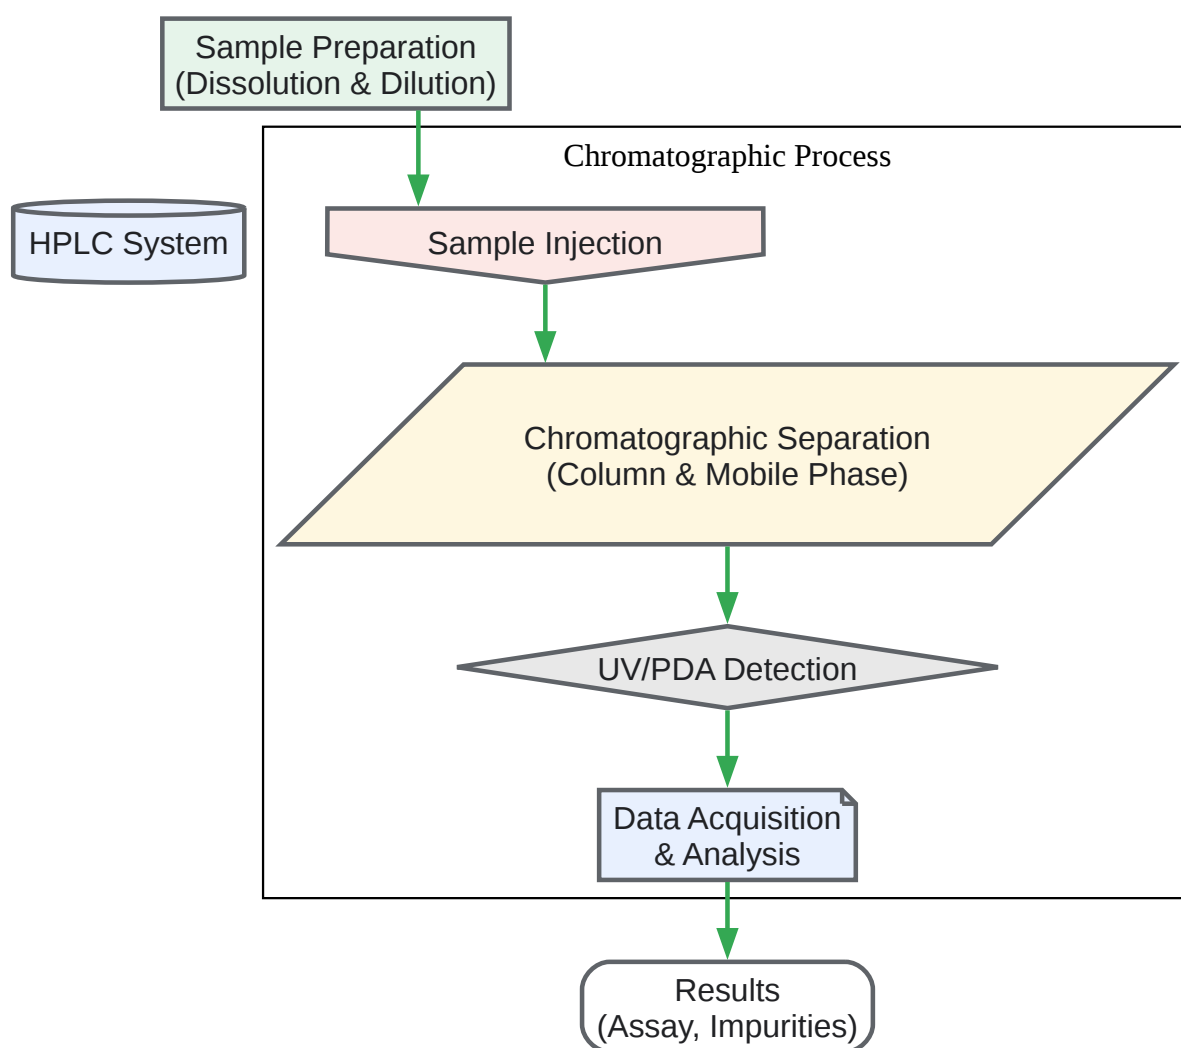 Sample Preparation
(Dissolution & Dilution)
Chromatographic Process
HPLC System
Sample Injection
Chromatographic Separation
(Column & Mobile Phase)
UV/PDA Detection
Data Acquisition
& Analysis
Results
(Assay, Impurities)